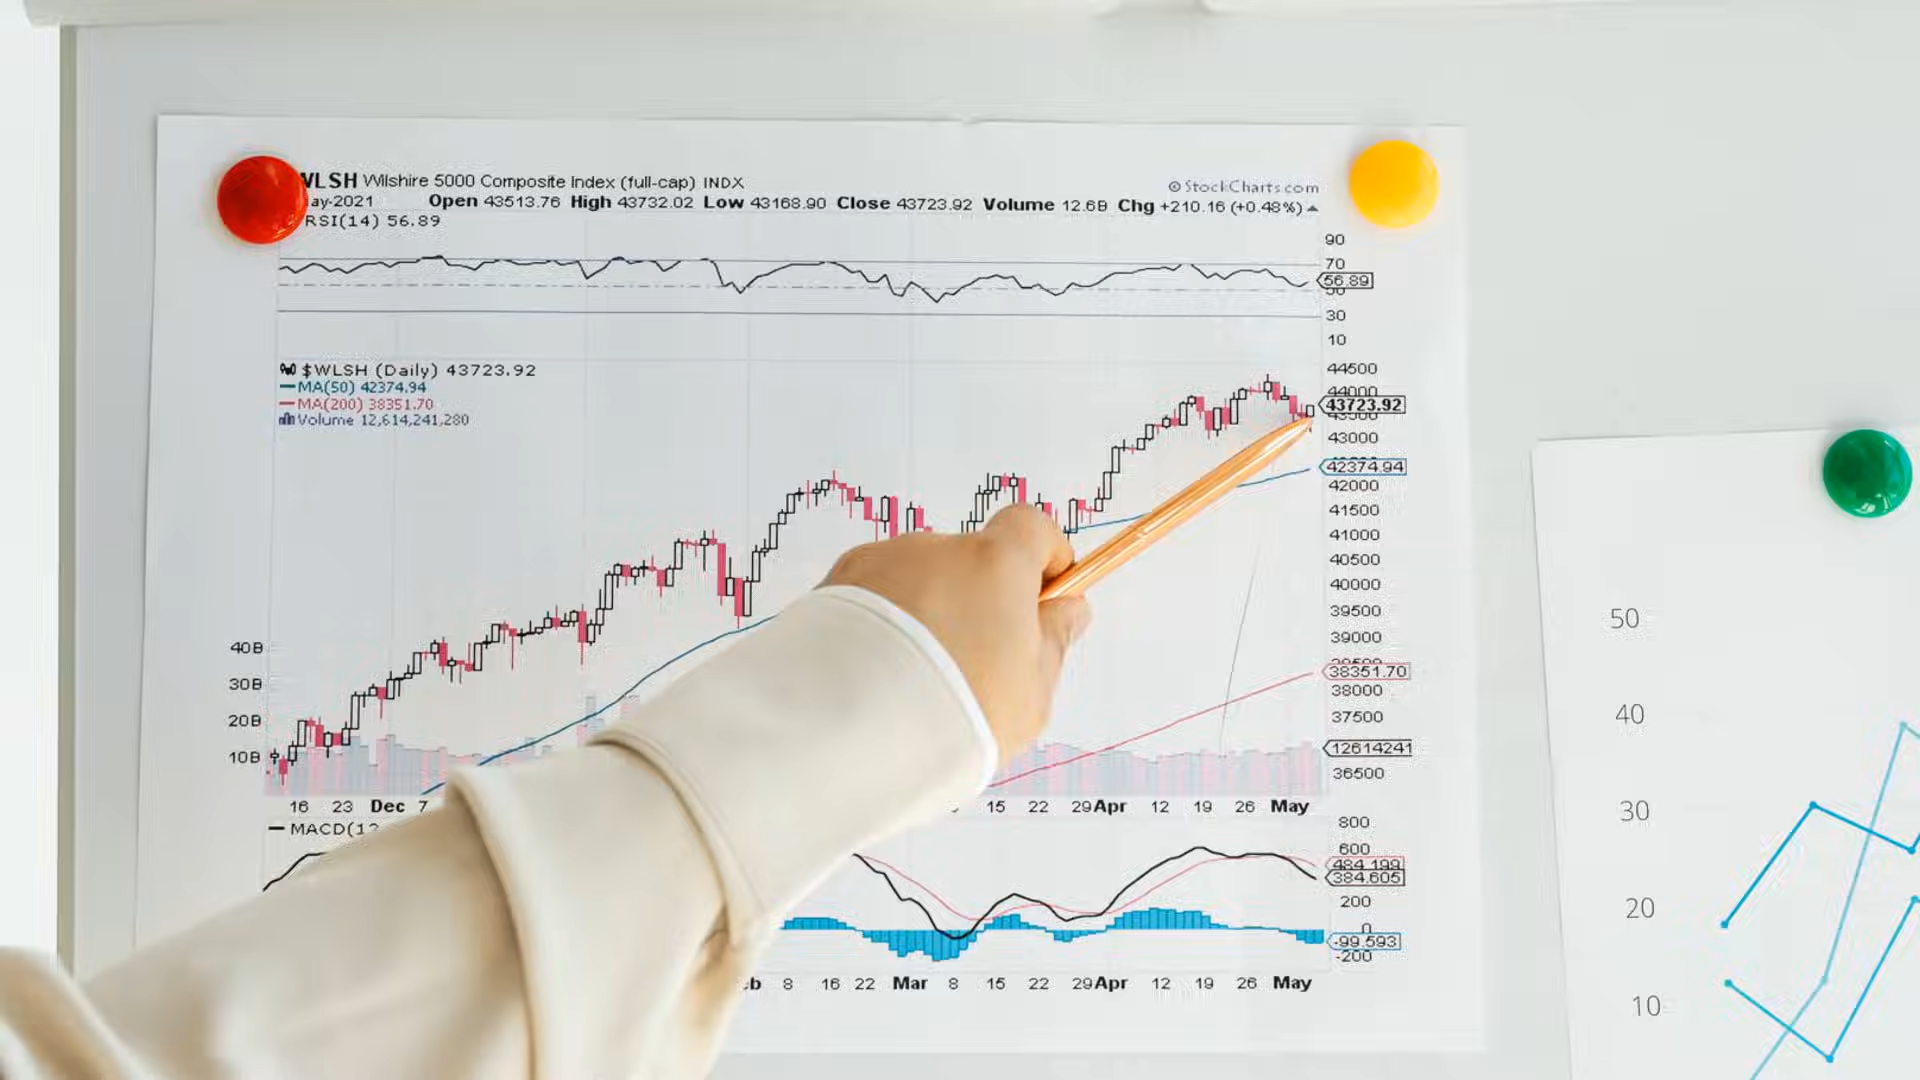 WLSH Wilshire 5000 Composite Index (full-cap) INDX
© StockCharts.com
ay-2021 Open 43513.76 High 43732.02 Low 43168.90 Close 43723.92 Volume 12.6B Chg +210.16 (+0.48%)
RSI(14) 56.89
90
70
56.89
50
30
10
$WLSH (Daily) 43723.92
MA(50) 42374.94
MA(200) 38351.70
Volume 12,614,241,280
44500
44000
43723.92
43500
43000
42374.94
42000
41500
41000
40500
40000
39500
39000
38351.70
38000
37500
12614241
36500
40B
30B
20B
10B
16 23 Dec 7 15 22 29 Apr 12 19 26 May
MACD(12
800
600
484.199
384.605
200
0
-99.593
-200
eb 8 16 22 Mar 8 15 22 29 Apr 12 19 26 May
50
40
30
20
10